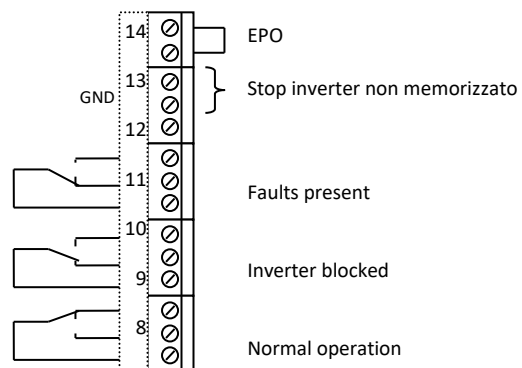 14
EPO
13
Stop inverter non memorizzato
GND
12
11
Faults present
10
Inverter blocked
9
8
Normal operation